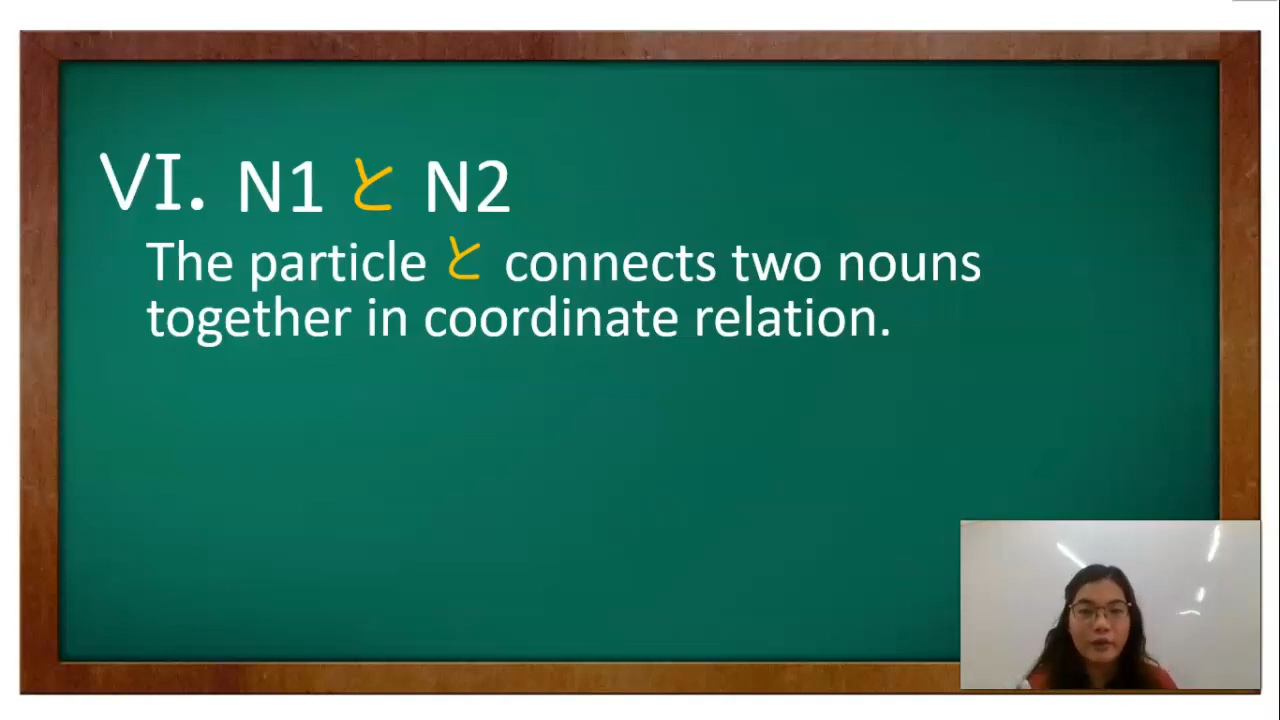 VI. N1 と N2
The particle と connects two nouns
together in coordinate relation.